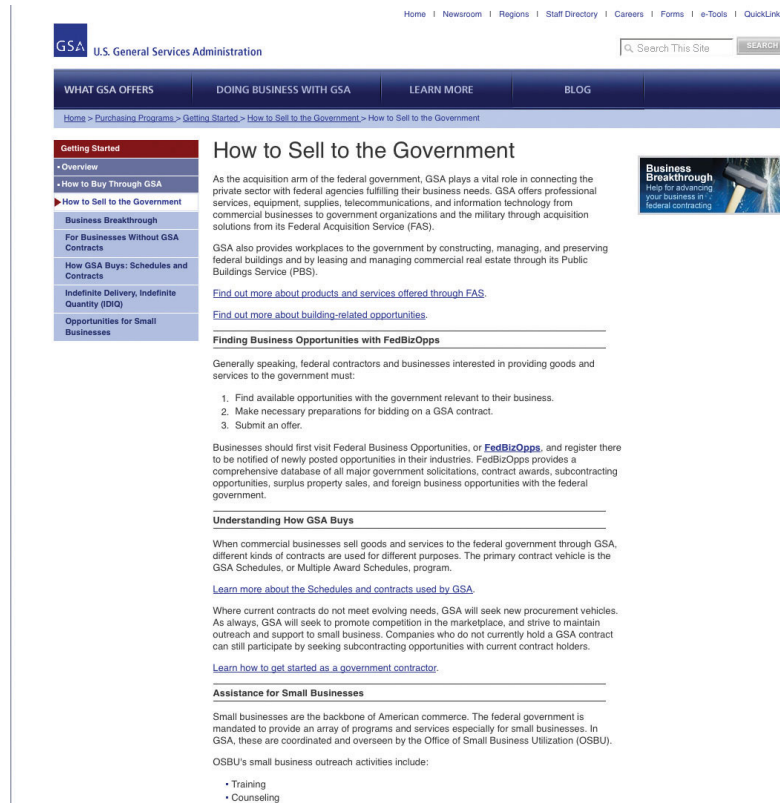 Home | Newsroom | Regions | Staff Directory | Careers | Forms | e-Tools | QuickLink
GSA U.S. General Services Administration
Search This Site SEARCH
WHAT GSA OFFERS DOING BUSINESS WITH GSA LEARN MORE BLOG
Home > Purchasing Programs > Getting Started > How to Sell to the Government > How to Sell to the Government
Getting Started
• Overview
• How to Buy Through GSA
How to Sell to the Government
Business Breakthrough
For Businesses Without GSA
Contracts
How GSA Buys: Schedules and
Contracts
Indefinite Delivery, Indefinite
Quantity (IDIQ)
Opportunities for Small
Businesses
How to Sell to the Government
As the acquisition arm of the federal government, GSA plays a vital role in connecting the
private sector with federal agencies fulfilling their business needs. GSA offers professional
services, equipment, supplies, telecommunications, and information technology from
commercial businesses to government organizations and the military through acquisition
solutions from its Federal Acquisition Service (FAS).
GSA also provides workplaces to the government by constructing, managing, and preserving
federal buildings and by leasing and managing commercial real estate through its Public
Buildings Service (PBS).
Find out more about products and services offered through FAS.
Find out more about building-related opportunities.
Finding Business Opportunities with FedBizOpps
Generally speaking, federal contractors and businesses interested in providing goods and
services to the government must:
1. Find available opportunities with the government relevant to their business.
2. Make necessary preparations for bidding on a GSA contract.
3. Submit an offer.
Businesses should first visit Federal Business Opportunities, or FedBizOpps, and register there
to be notified of newly posted opportunities in their industries. FedBizOpps provides a
comprehensive database of all major government solicitations, contract awards, subcontracting
opportunities, surplus property sales, and foreign business opportunities with the federal
government.
Understanding How GSA Buys
When commercial businesses sell goods and services to the federal government through GSA,
different kinds of contracts are used for different purposes. The primary contract vehicle is the
GSA Schedules, or Multiple Award Schedules, program.
Learn more about the Schedules and contracts used by GSA.
Where current contracts do not meet evolving needs, GSA will seek new procurement vehicles.
As always, GSA will seek to promote competition in the marketplace, and strive to maintain
outreach and support to small business. Companies who do not currently hold a GSA contract
can still participate by seeking subcontracting opportunities with current contract holders.
Learn how to get started as a government contractor.
Assistance for Small Businesses
Small businesses are the backbone of American commerce. The federal government is
mandated to provide an array of programs and services especially for small businesses. In
GSA, these are coordinated and overseen by the Office of Small Business Utilization (OSBU).
OSBU's small business outreach activities include:
• Training
• Counseling
Business
Breakthrough
Help for advancing
your business in
federal contracting